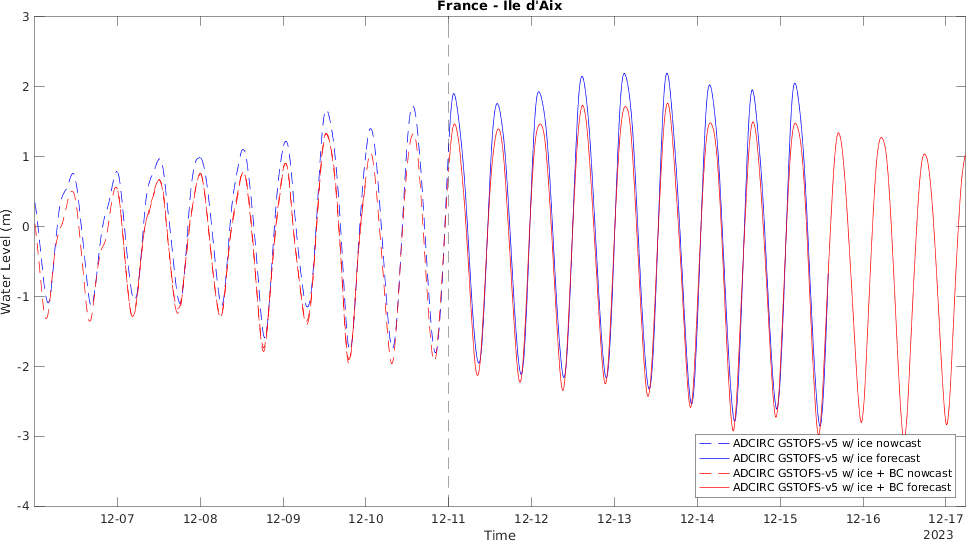 France - Ile d'Aix
Water Level (m)
3
2
1
0
-1
-2
-3
-4
ADCIRC GSTOFS-v5 w/ ice nowcast
ADCIRC GSTOFS-v5 w/ ice forecast
ADCIRC GSTOFS-v5 w/ ice + BC nowcast
ADCIRC GSTOFS-v5 w/ ice + BC forecast
12-07 12-08 12-09 12-10 12-11 12-12 12-13 12-14 12-15 12-16 12-17
Time 2023